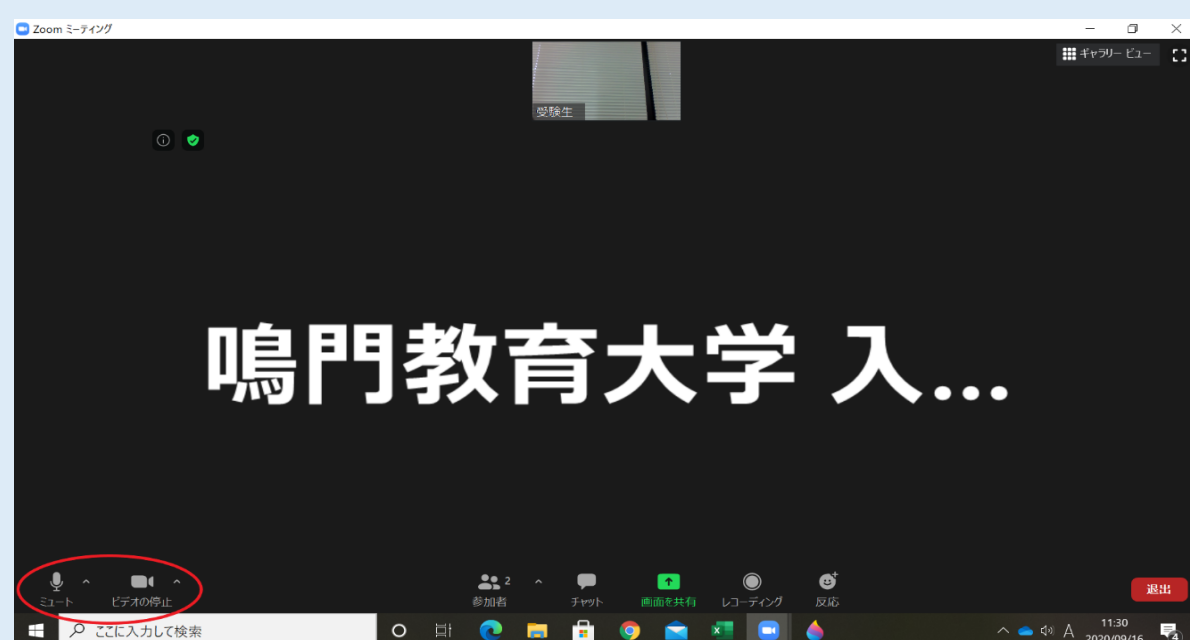 Zoom ミーティング
ギャラリー ビュー
受験生
鳴門教育大学 入...
ミュート
ビデオの停止
2
参加者
チャット
画面を共有
レコーディング
反応
退出
ここに入力して検索
A
11:30
2020/09/16
4